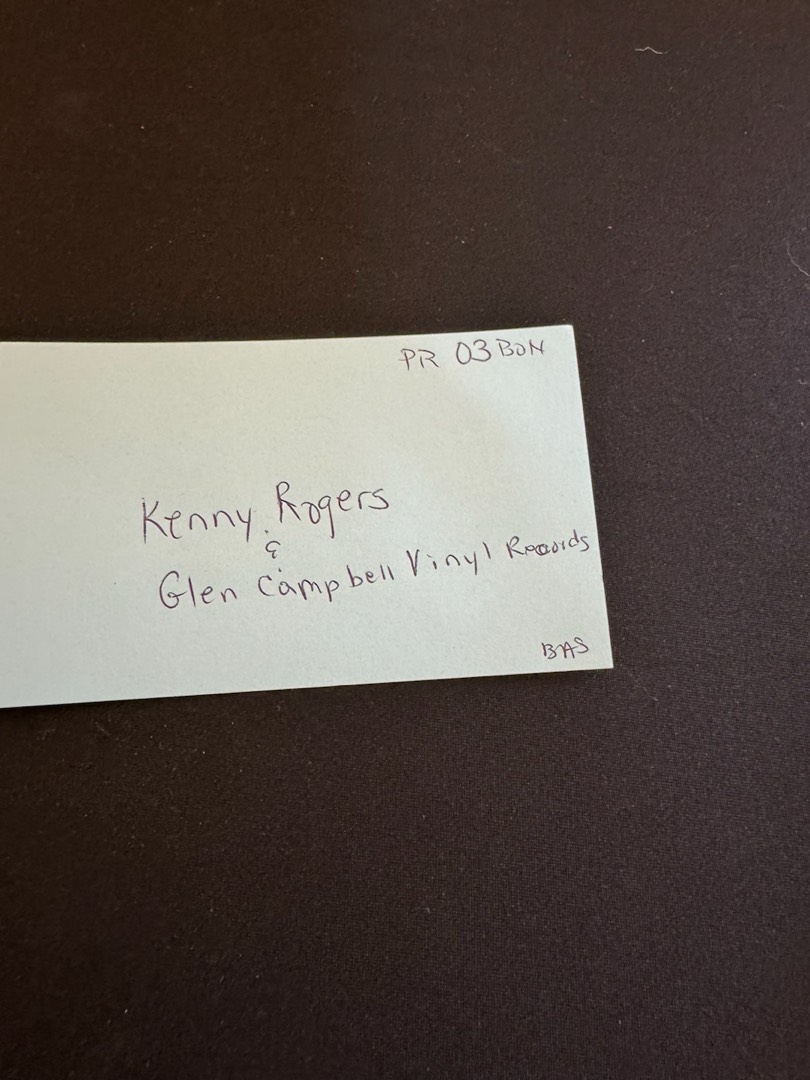 PR 03 BON
Kenny Rogers
&
Glen Campbell Vinyl Records
BAS